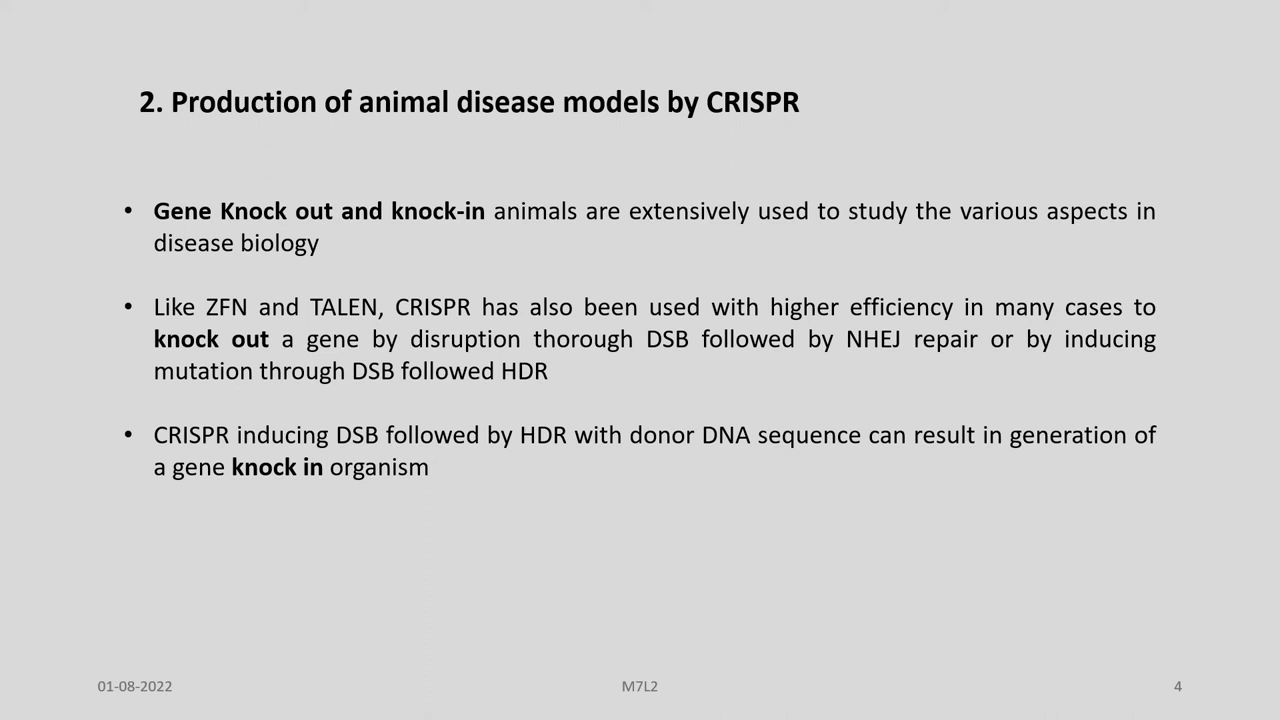 2. Production of animal disease models by CRISPR
• Gene Knock out and knock-in animals are extensively used to study the various aspects in
disease biology
• Like ZFN and TALEN, CRISPR has also been used with higher efficiency in many cases to
knock out a gene by disruption thorough DSB followed by NHEJ repair or by inducing
mutation through DSB followed HDR
• CRISPR inducing DSB followed by HDR with donor DNA sequence can result in generation of
a gene knock in organism
01-08-2022
M7L2
4